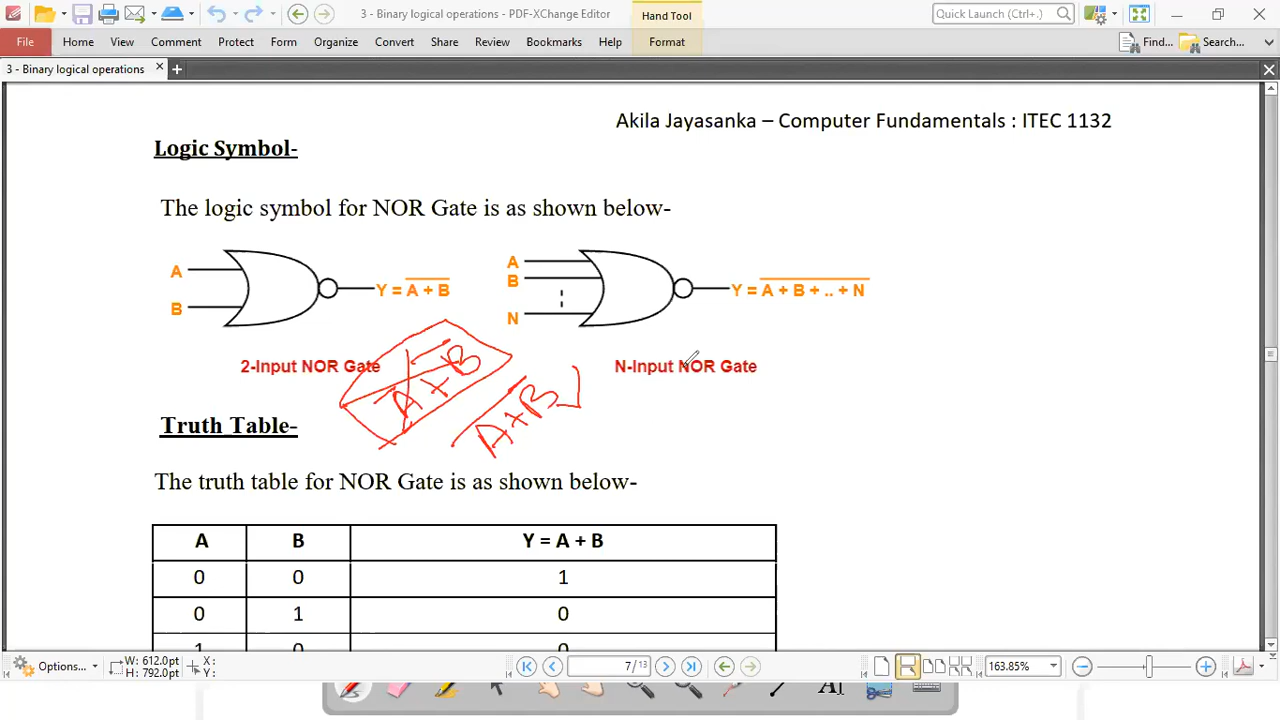 3 - Binary logical operations - PDF-XChange Editor
Hand Tool
Quick Launch (Ctrl+.)
File Home View Comment Protect Form Organize Convert Share Review Bookmarks Help Format Find... Search...
3 - Binary logical operations
Akila Jayasanka – Computer Fundamentals : ITEC 1132
Logic Symbol-
The logic symbol for NOR Gate is as shown below-
A
B
Y = A + B
A
B
N
Y = A + B + .. + N
2-Input NOR Gate
N-Input NOR Gate
A + B
A+B
Truth Table-
The truth table for NOR Gate is as shown below-
A B Y = A + B
0 0 1
0 1 0
1 0 0
Options...
W: 612.0pt
H: 792.0pt
X:
Y:
7 / 13
163.85%